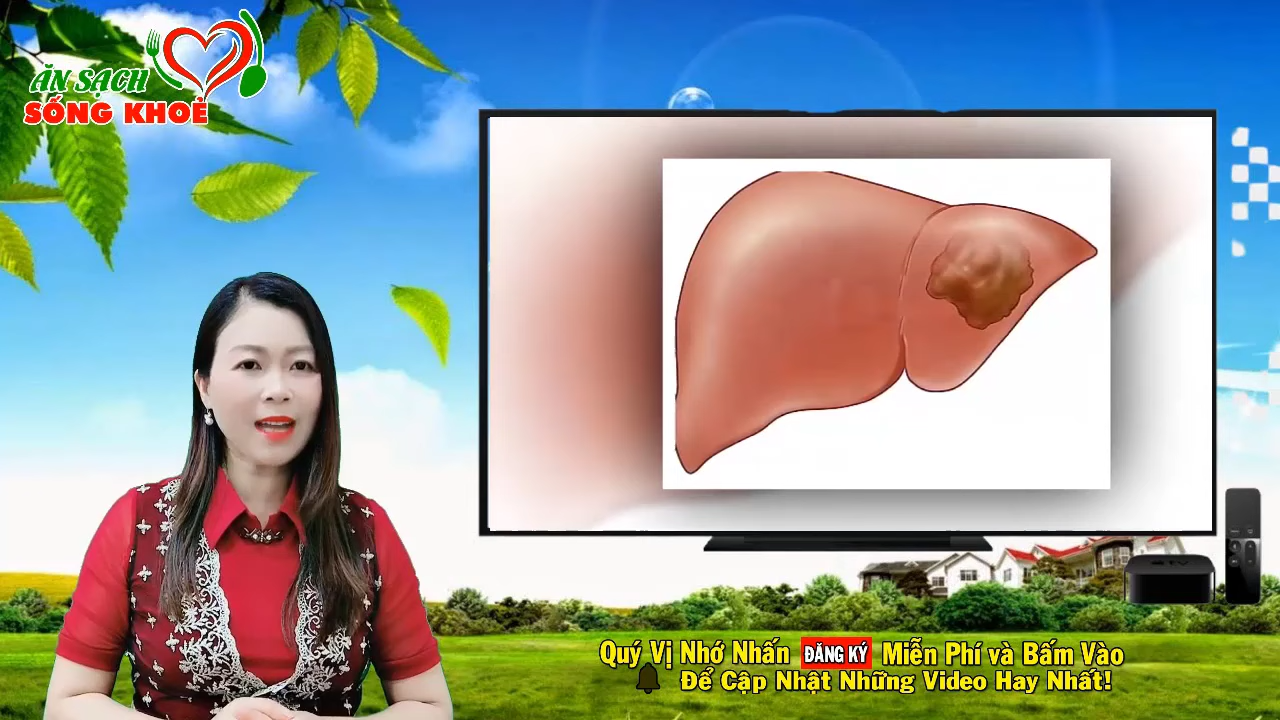 ĂN SẠCH
SỐNG KHOẺ
Quý Vị Nhớ Nhấn ĐĂNG KÝ Miễn Phí và Bấm Vào
Để Cập Nhật Những Video Hay Nhất!